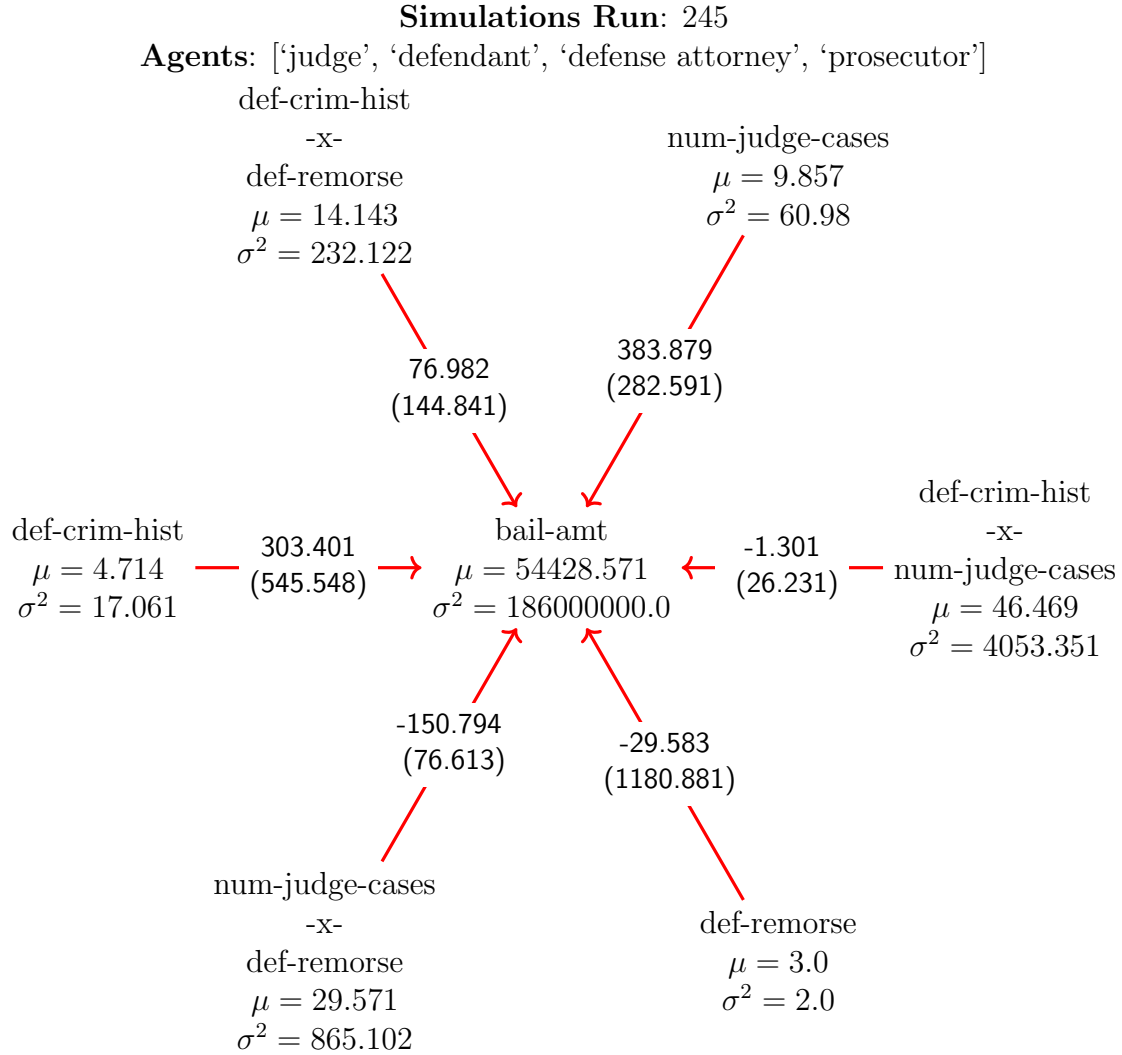 Simulations Run: 245
Agents: [‘judge’, ‘defendant’, ‘defense attorney’, ‘prosecutor’]
def-crim-hist
-x-
def-remorse
μ = 14.143
σ² = 232.122
num-judge-cases
μ = 9.857
σ² = 60.98
76.982
(144.841)
383.879
(282.591)
def-crim-hist
μ = 4.714
σ² = 17.061
303.401
(545.548)
bail-amt
μ = 54428.571
σ² = 186000000.0
-1.301
(26.231)
def-crim-hist
-x-
num-judge-cases
μ = 46.469
σ² = 4053.351
-150.794
(76.613)
-29.583
(1180.881)
num-judge-cases
-x-
def-remorse
μ = 29.571
σ² = 865.102
def-remorse
μ = 3.0
σ² = 2.0